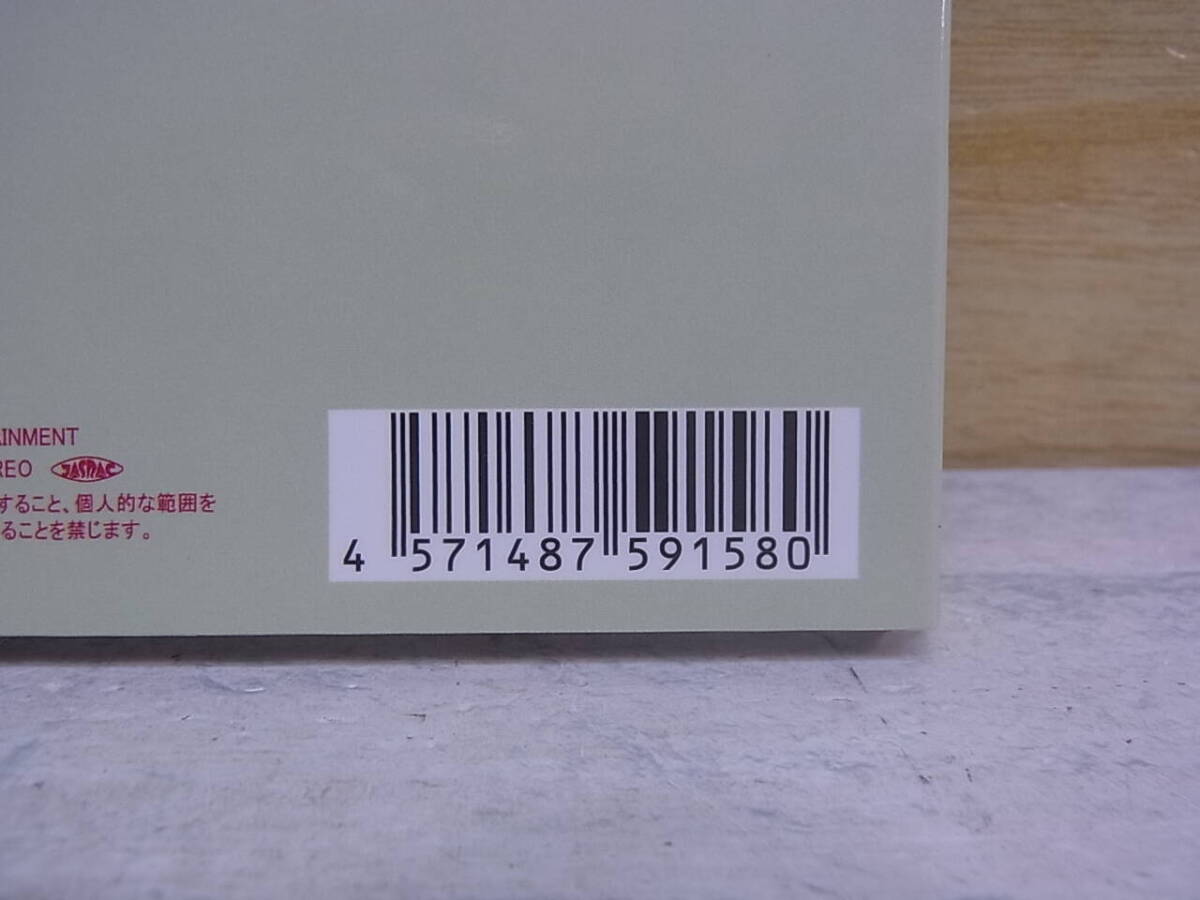 AINMENT
REO JASRAC
すること、個人的な範囲を
ることを禁じます。
4 571487 591580